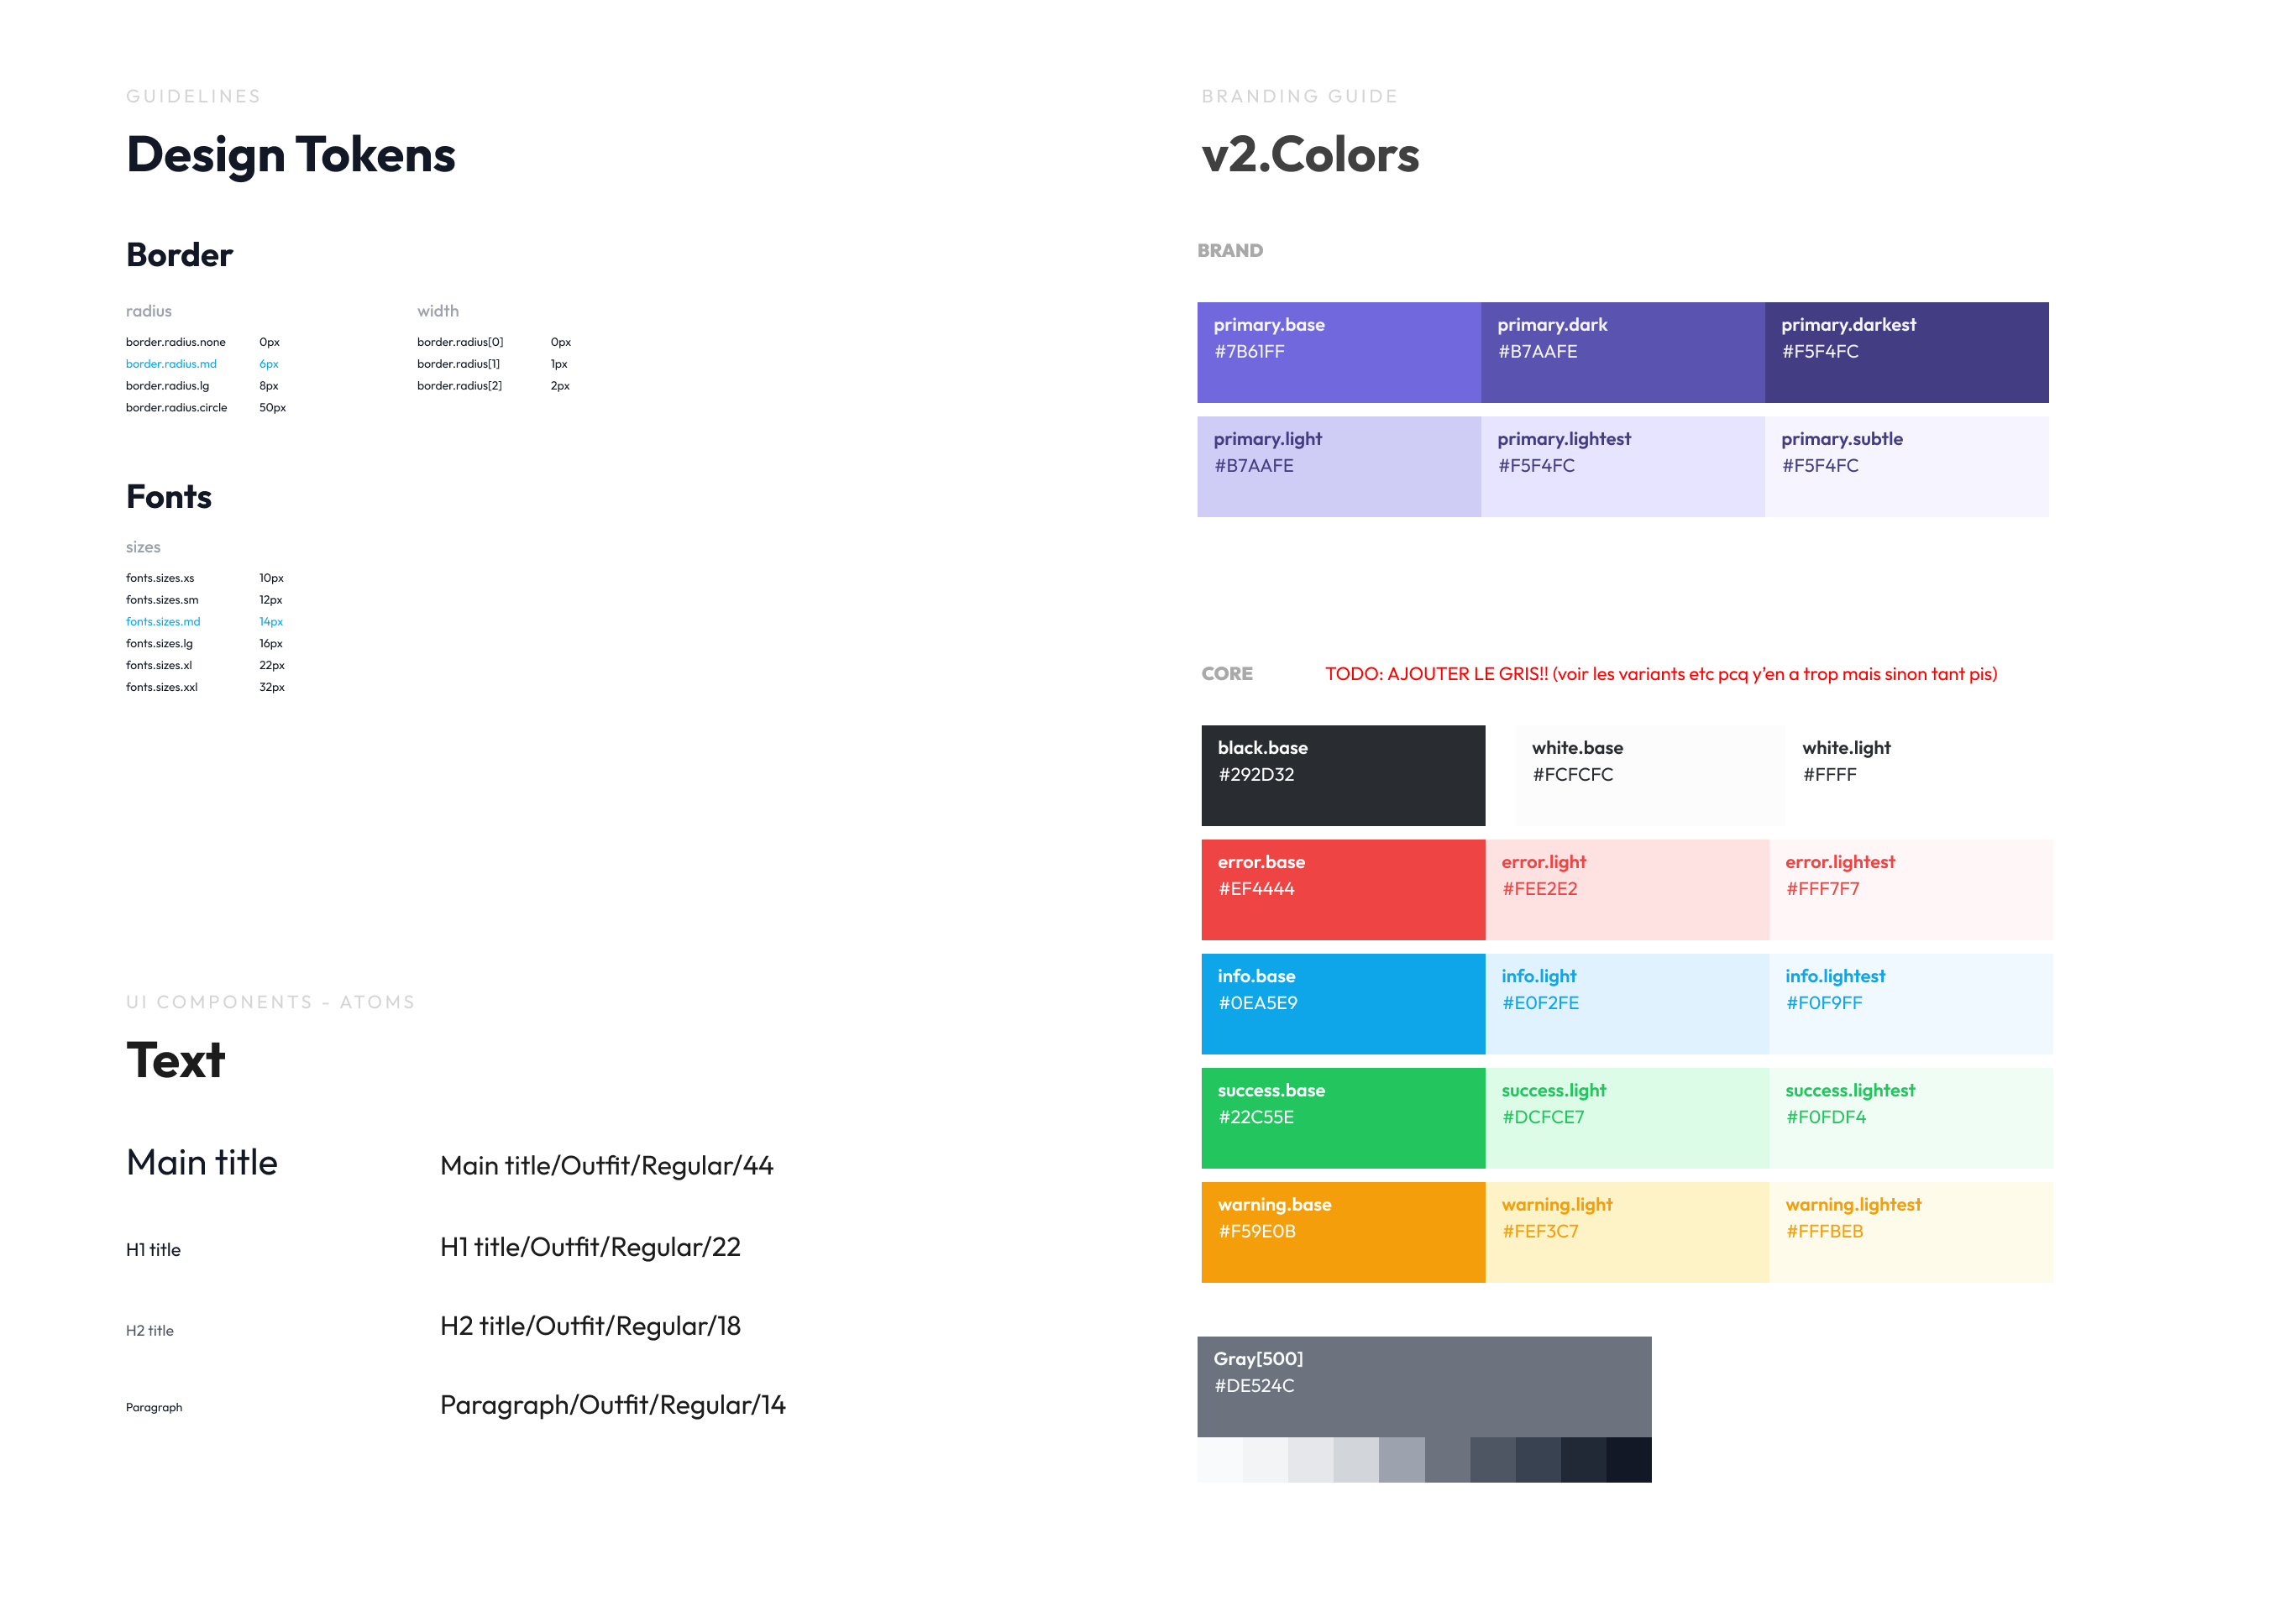 GUIDELINES
Design Tokens
Border
radius
border.radius.none 0px
border.radius.md 6px
border.radius.lg 8px
border.radius.circle 50px
width
border.radius[0] 0px
border.radius[1] 1px
border.radius[2] 2px
Fonts
sizes
fonts.sizes.xs 10px
fonts.sizes.sm 12px
fonts.sizes.md 14px
fonts.sizes.lg 16px
fonts.sizes.xl 22px
fonts.sizes.xxl 32px
UI COMPONENTS - ATOMS
Text
Main title Main title/Outfit/Regular/44
H1 title H1 title/Outfit/Regular/22
H2 title H2 title/Outfit/Regular/18
Paragraph Paragraph/Outfit/Regular/14
BRANDING GUIDE
v2.Colors
BRAND
primary.base
#7B61FF
primary.dark
#B7AAFE
primary.darkest
#F5F4FC
primary.light
#B7AAFE
primary.lightest
#F5F4FC
primary.subtle
#F5F4FC
CORE
TODO: AJOUTER LE GRIS!! (voir les variants etc pcq y'en a trop mais sinon tant pis)
black.base
#292D32
white.base
#FCFCFC
white.light
#FFFF
error.base
#EF4444
error.light
#FEE2E2
error.lightest
#FFF7F7
info.base
#0EA5E9
info.light
#E0F2FE
info.lightest
#F0F9FF
success.base
#22C55E
success.light
#DCFCE7
success.lightest
#F0FDF4
warning.base
#F59E0B
warning.light
#FEF3C7
warning.lightest
#FFFBEB
Gray[500]
#DE524C